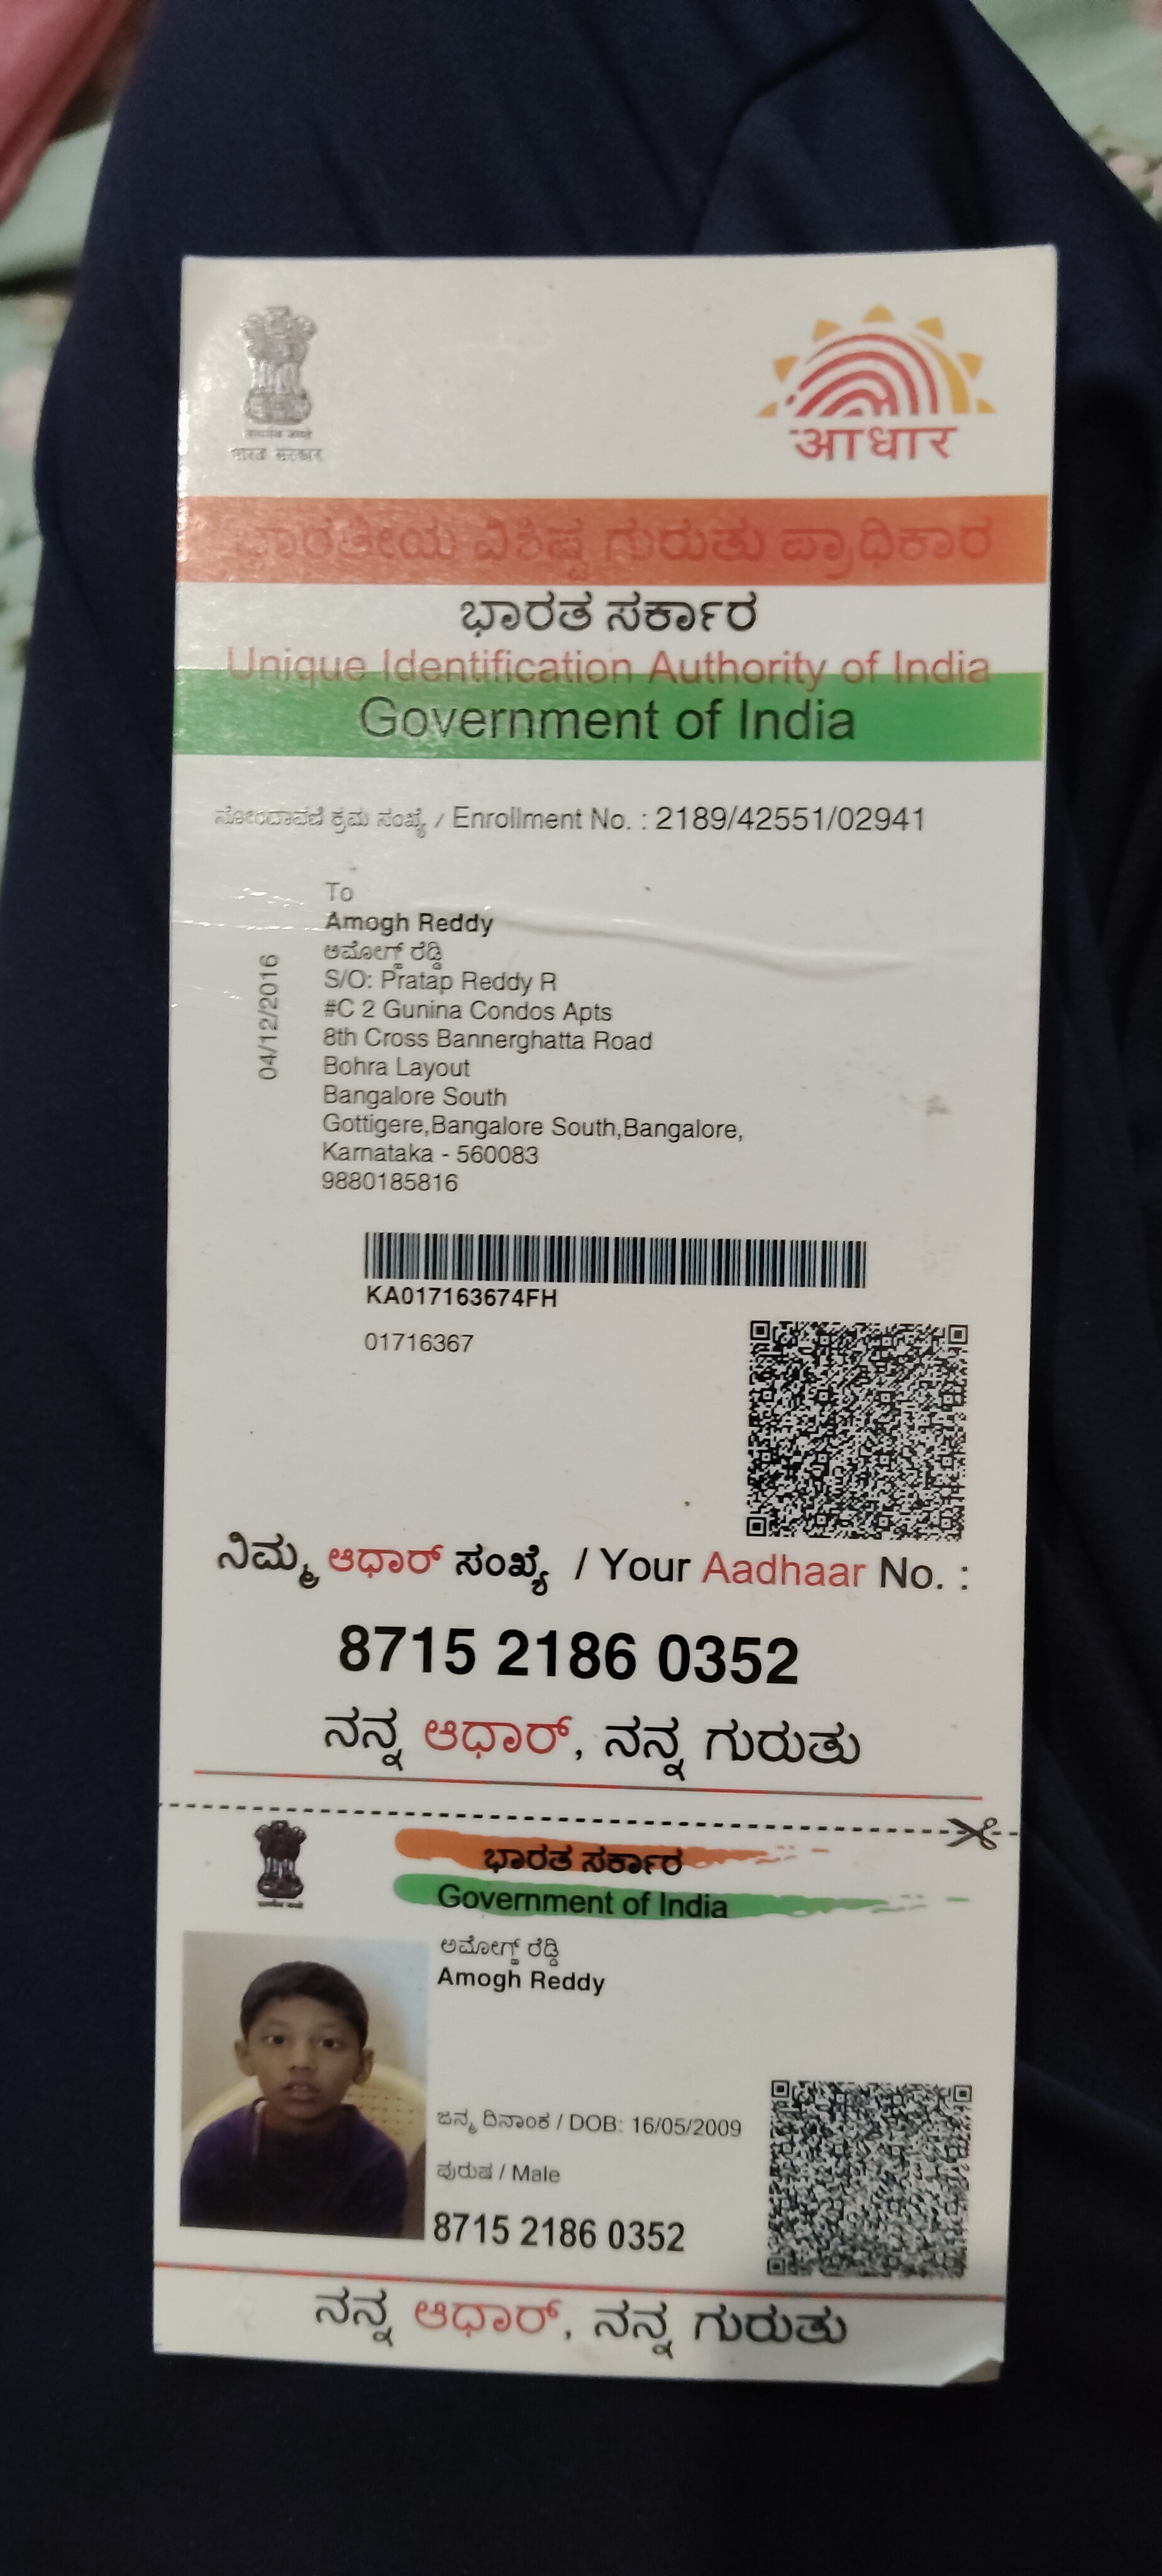 भारत सरकार
आधार
ಭಾರತೀಯ ವಿಶಿಷ್ಟ ಗುರುತು ಪ್ರಾಧಿಕಾರ
ಭಾರತ ಸರ್ಕಾರ
Unique Identification Authority of India
Government of India
ನೋಂದಾವಣಿ ಕ್ರಮ ಸಂಖ್ಯೆ / Enrollment No. : 2189/42551/02941
04/12/2016
To
Amogh Reddy
ಅಮೋಘ್ ರೆಡ್ಡಿ
S/O: Pratap Reddy R
#C 2 Gunina Condos Apts
8th Cross Bannerghatta Road
Bohra Layout
Bangalore South
Gottigere,Bangalore South,Bangalore,
Karnataka - 560083
9880185816
KA017163674FH
01716367
ನಿಮ್ಮ ಆಧಾರ್ ಸಂಖ್ಯೆ / Your Aadhaar No. :
8715 2186 0352
ನನ್ನ ಆಧಾರ್, ನನ್ನ ಗುರುತು
ಭಾರತ ಸರ್ಕಾರ
Government of India
ಅಮೋಘ್ ರೆಡ್ಡಿ
Amogh Reddy
ಜನ್ಮ ದಿನಾಂಕ / DOB: 16/05/2009
ಪುರುಷ / Male
8715 2186 0352
ನನ್ನ ಆಧಾರ್, ನನ್ನ ಗುರುತು